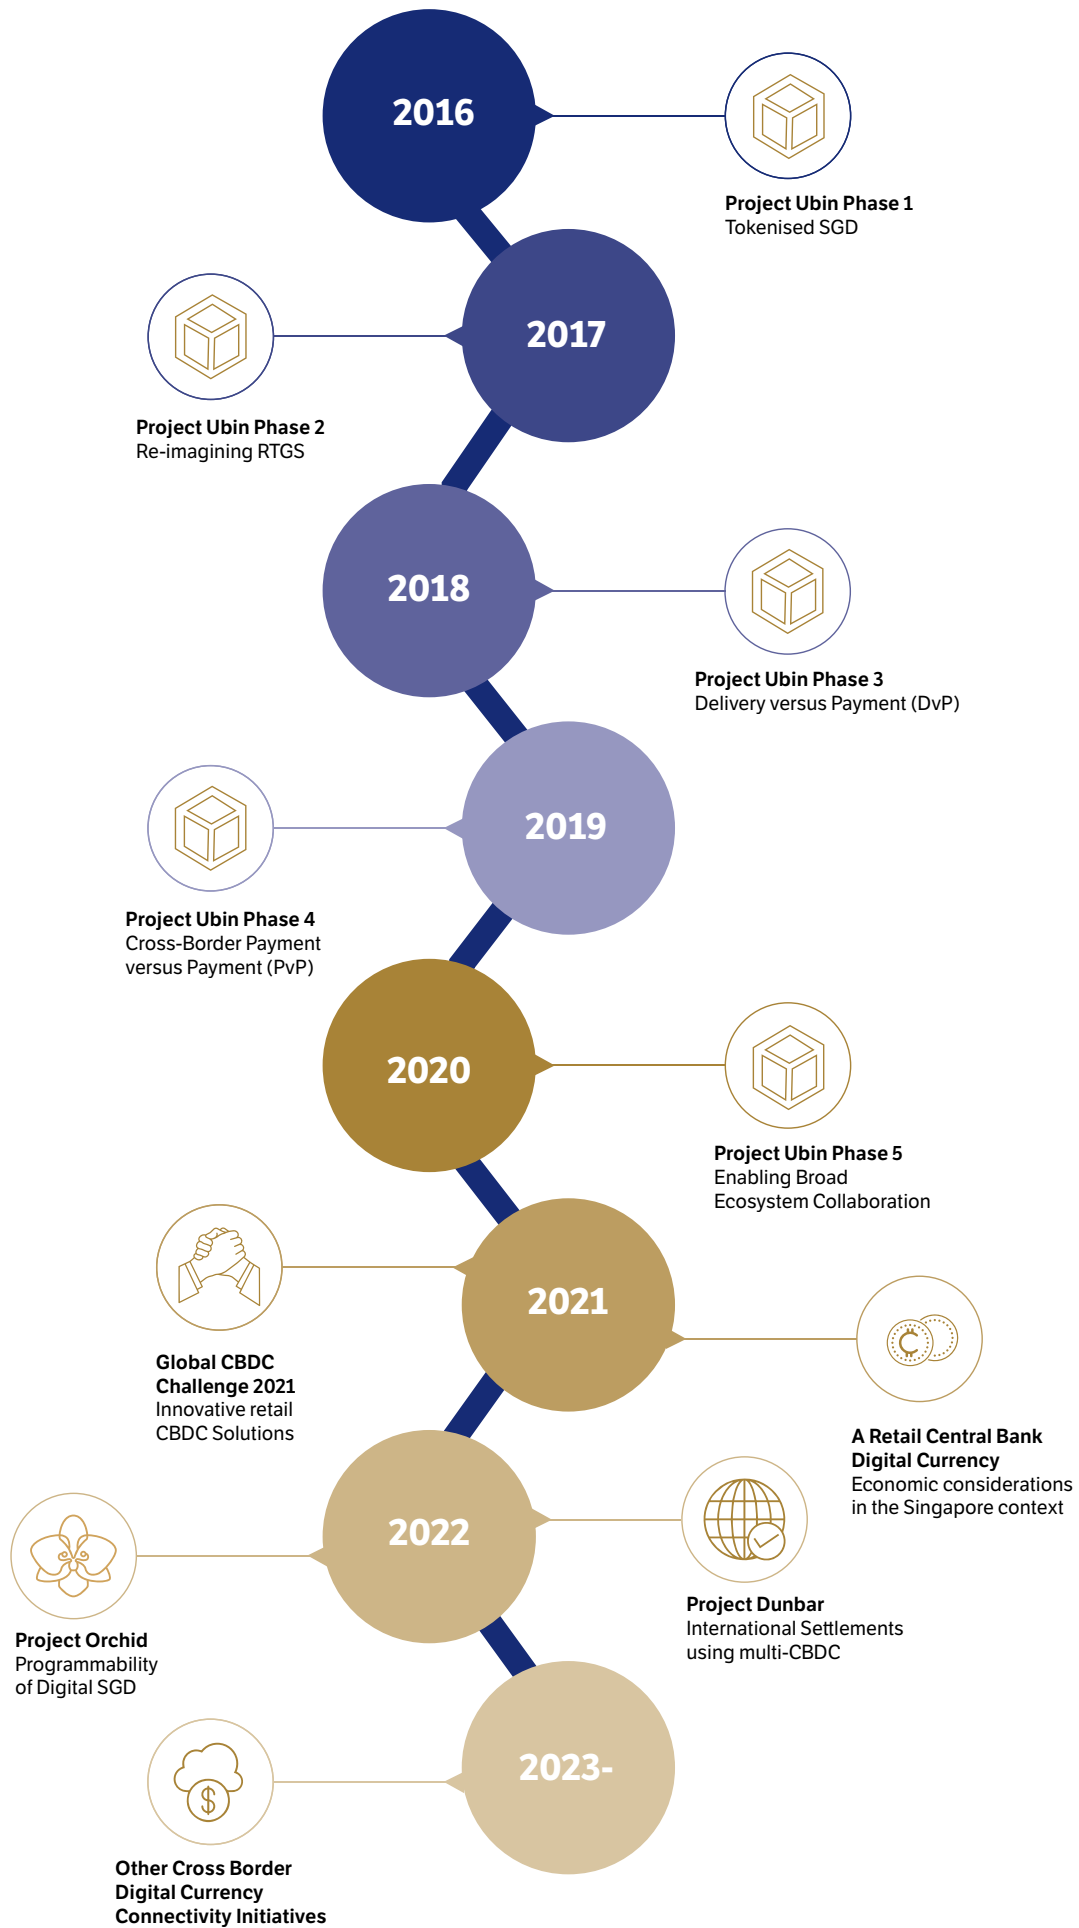 2016
Project Ubin Phase 1
Tokenised SGD
2017
Project Ubin Phase 2
Re-imagining RTGS
2018
Project Ubin Phase 3
Delivery versus Payment (DvP)
2019
Project Ubin Phase 4
Cross-Border Payment
versus Payment (PvP)
2020
Project Ubin Phase 5
Enabling Broad
Ecosystem Collaboration
2021
Global CBDC
Challenge 2021
Innovative retail
CBDC Solutions
A Retail Central Bank
Digital Currency
Economic considerations
in the Singapore context
2022
Project Dunbar
International Settlements
using multi-CBDC
Project Orchid
Programmability
of Digital SGD
2023-
$
Other Cross Border
Digital Currency
Connectivity Initiatives